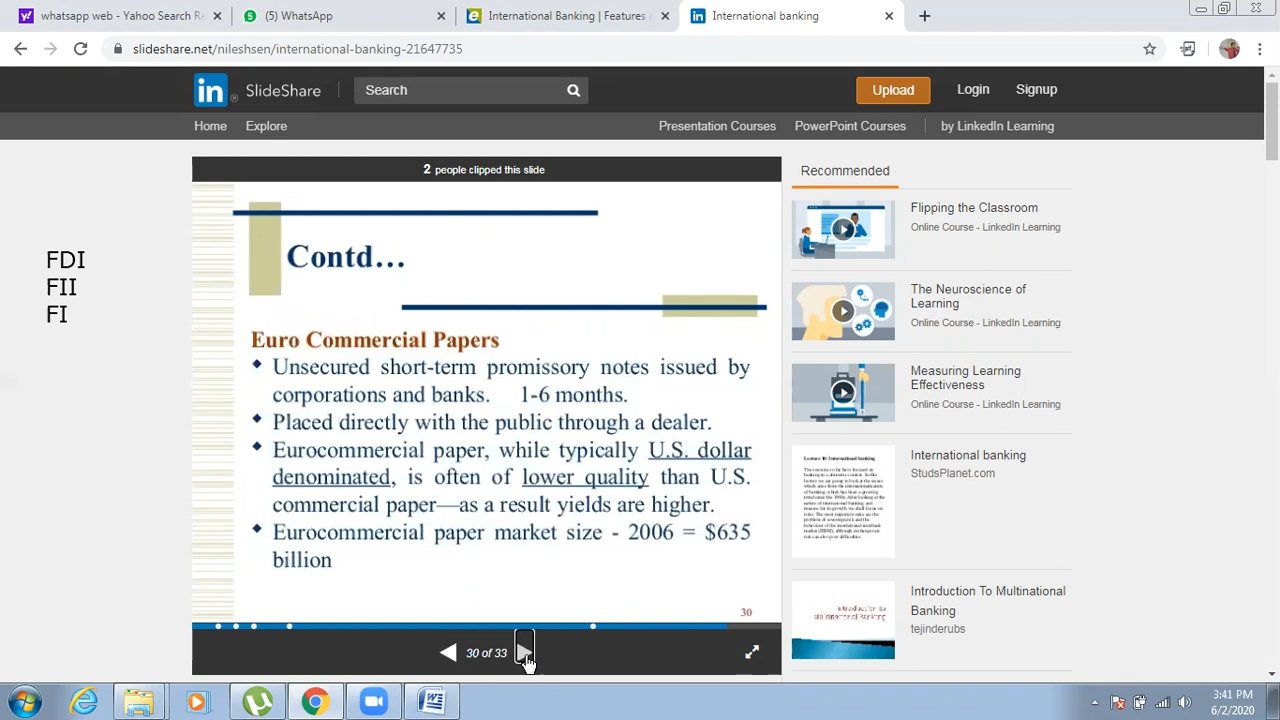 whatsapp web - Yahoo Search R
(5) WhatsApp
International Banking | Features
International banking
slideshare.net/nileshsen/international-banking-21647735
in SlideShare
Search
Upload
Login
Signup
Home
Explore
Presentation Courses
PowerPoint Courses
by LinkedIn Learning
2 people clipped this slide
FDI
FII
FI
Contd…
Euro Commercial Papers
Unsecured short-term promissory notes issued by
corporations and banks. 1-6 months.
Placed directly with the public through a dealer.
Eurocommercial paper, while typically U.S. dollar
denominated, is often of lower quality than U.S.
commercial paper - as a result yields are higher.
Eurocommercial paper market size - 2006 = $635
billion
30
30 of 33
Recommended
Flipping the Classroom
Online Course - LinkedIn Learning
The Neuroscience of
Learning
Online Course - LinkedIn Learning
Measuring Learning
Effectiveness
Online Course - LinkedIn Learning
International banking
StudsPlanet.com
Introduction To Multinational
Banking
tejinderubs
Introduction to
Multinational Banking
3:41 PM
6/2/2020